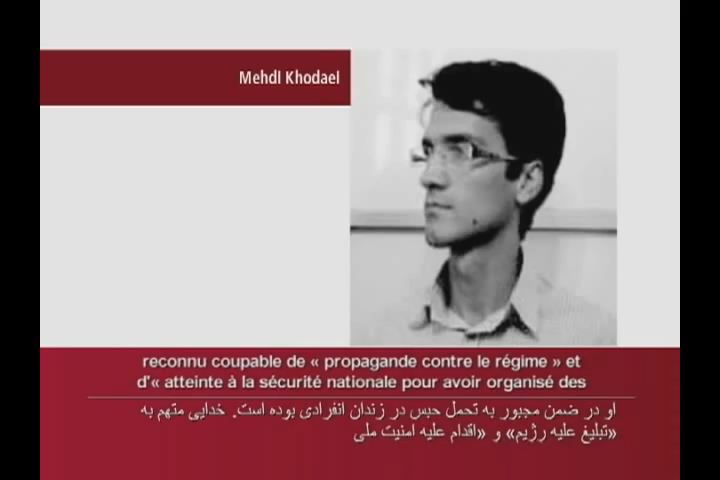 Mehdi Khodaei
reconnu coupable de « propagande contre le régime » et
d'« atteinte à la sécurité nationale pour avoir organisé des
او در ضمن مجبور به تحمل حبس در زندان انفرادی بوده است. خدایی متهم به
«تبلیغ علیه رژیم» و «اقدام علیه امنیت ملی